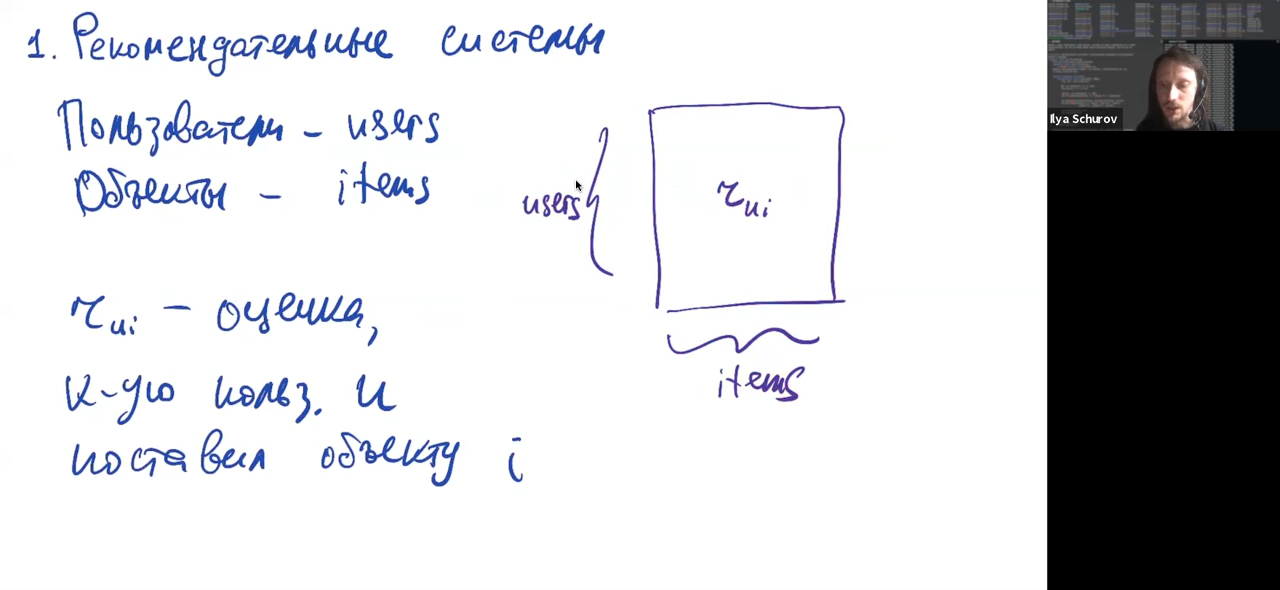 1. Рекомендательные системы
Пользователи - users
Объекты - items
r_ui - оценка,
к-ую польз. u
поставил объекту i
users
r_ui
items
Ilya Schurov